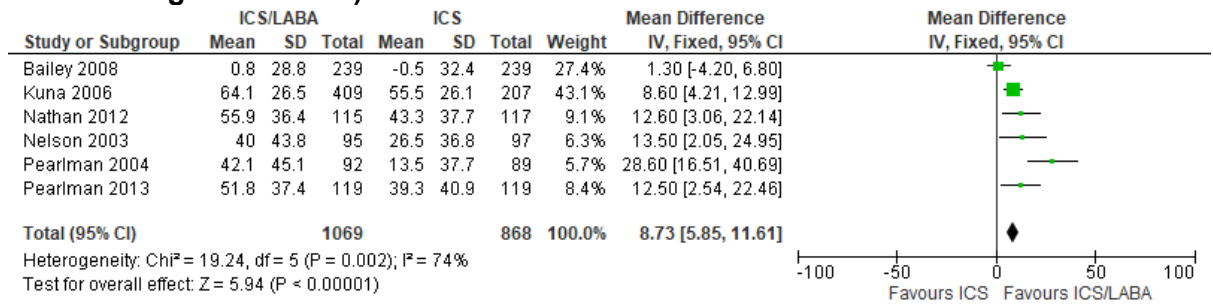 ICS/LABA ICS Mean Difference Mean Difference
Study or Subgroup Mean SD Total Mean SD Total Weight IV, Fixed, 95% CI IV, Fixed, 95% CI
Bailey 2008 0.8 28.8 239 -0.5 32.4 239 27.4% 1.30 [-4.20, 6.80]
Kuna 2006 64.1 26.5 409 55.5 26.1 207 43.1% 8.60 [4.21, 12.99]
Nathan 2012 55.9 36.4 115 43.3 37.7 117 9.1% 12.60 [3.06, 22.14]
Nelson 2003 40 43.8 95 26.5 36.8 97 6.3% 13.50 [2.05, 24.95]
Pearlman 2004 42.1 45.1 92 13.5 37.7 89 5.7% 28.60 [16.51, 40.69]
Pearlman 2013 51.8 37.4 119 39.3 40.9 119 8.4% 12.50 [2.54, 22.46]
Total (95% CI) 1069 868 100.0% 8.73 [5.85, 11.61]
Heterogeneity: Chi² = 19.24, df = 5 (P = 0.002); I² = 74%
Test for overall effect: Z = 5.94 (P < 0.00001)
-100 -50 0 50 100
Favours ICS Favours ICS/LABA